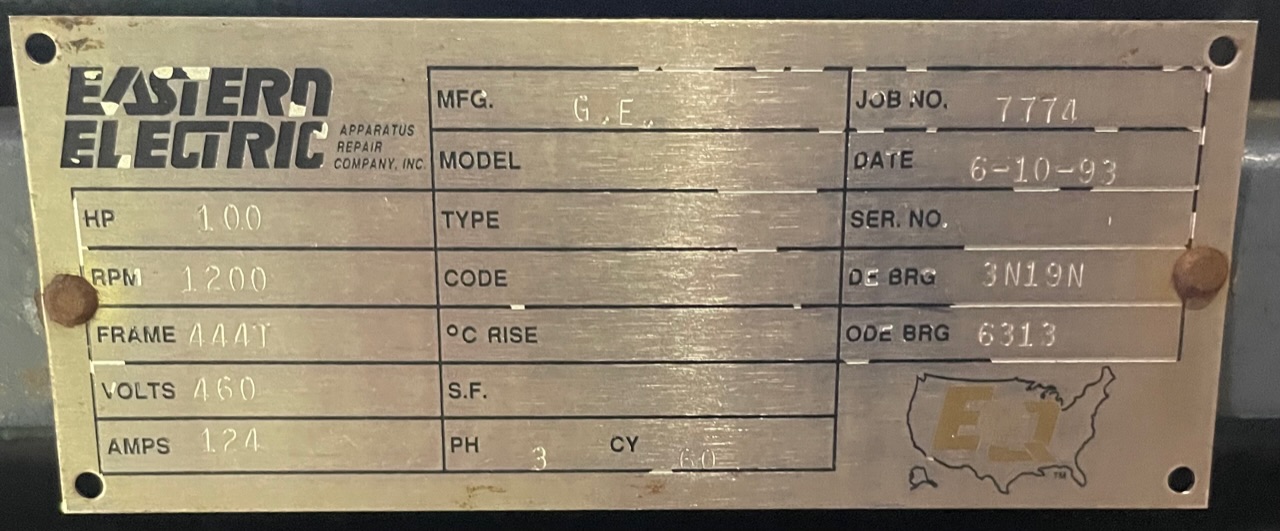 EASTERN
ELECTRIC
APPARATUS
REPAIR
COMPANY, INC.
MFG. G.E.
JOB NO. 7774
MODEL
DATE 6-10-93
HP 100
TYPE
SER. NO.
RPM 1200
CODE
DE BRG 3N19N
FRAME 444T
°C RISE
ODE BRG 6313
VOLTS 460
S.F.
AMPS 124
PH 3 CY 60
TM